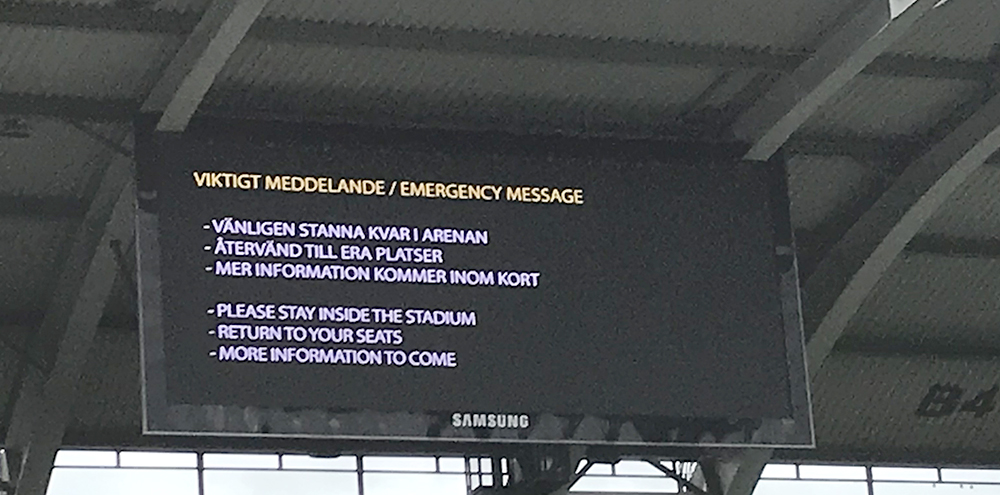 VIKTIGT MEDDELANDE / EMERGENCY MESSAGE
- VÄNLIGEN STANNA KVAR I ARENAN
- ÅTERVÄND TILL ERA PLATSER
- MER INFORMATION KOMMER INOM KORT
- PLEASE STAY INSIDE THE STADIUM
- RETURN TO YOUR SEATS
- MORE INFORMATION TO COME
SAMSUNG